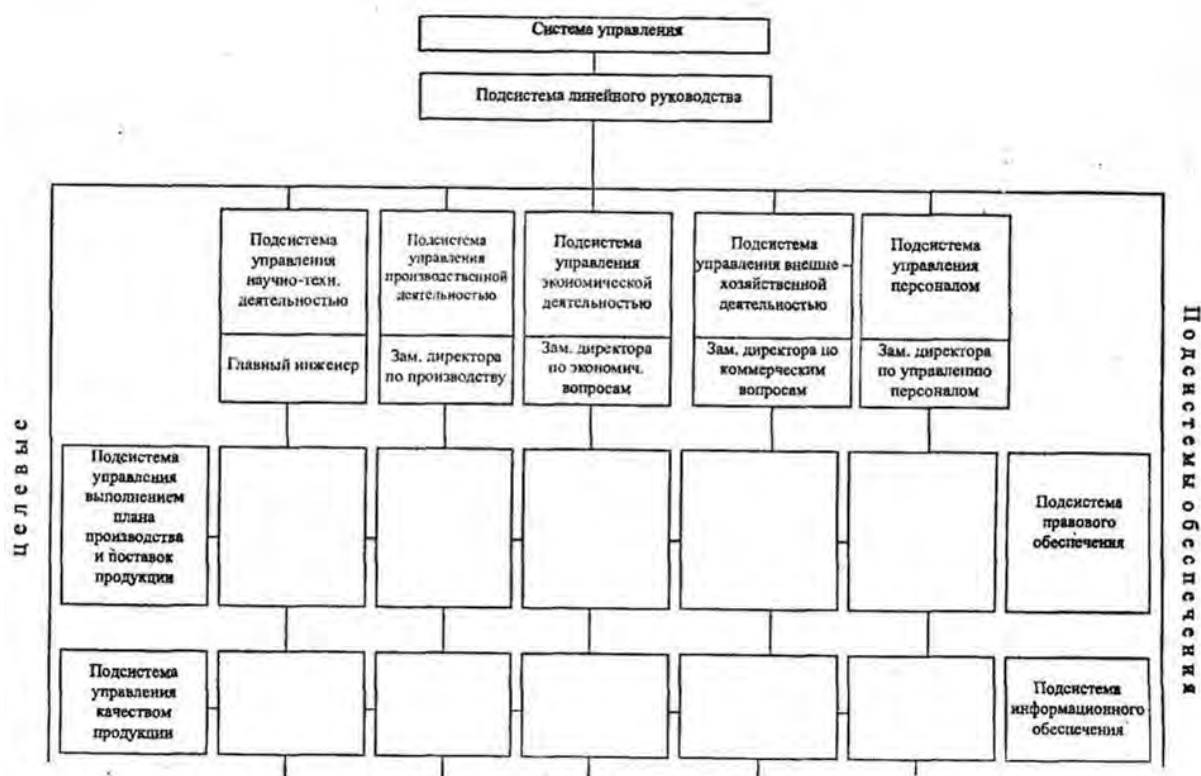 Система управления
Подсистема линейного руководства
Подсистема
управления
научно-техн.
деятельностью
Главный инженер
Подсистема
управления
производственной
деятельностью
Зам. директора
по производству
Подсистема
управления
экономической
деятельностью
Зам. директора
по экономич.
вопросам
Подсистема
управления внешне –
хозяйственной
деятельностью
Зам. директора по
коммерческим
вопросам
Подсистема
управления
персоналом
Зам. директора
по управлению
персоналом
Целевые
Подсистема
управления
выполнением
плана
производства
и поставок
продукции
Подсистема
управления
качеством
продукции
Подсистема
правового
обеспечения
Подсистема
информационного
обеспечения
Подсистемы обеспечения